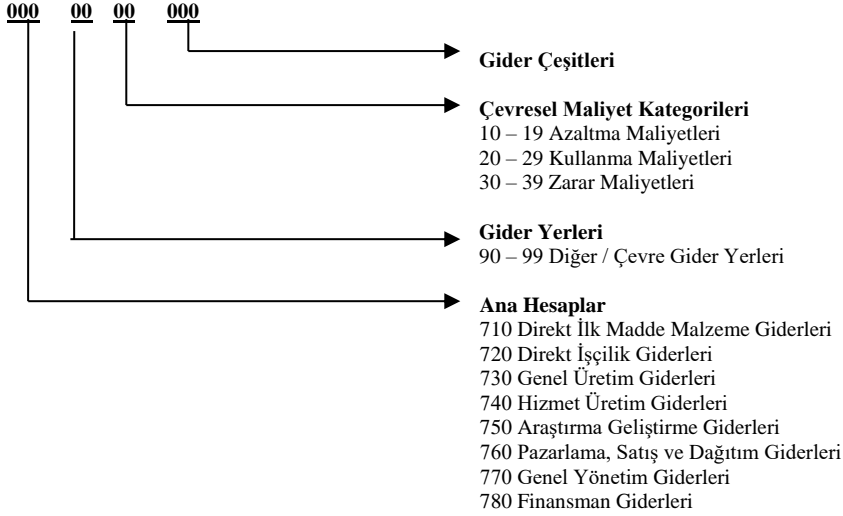 000 00 00 000
Gider Çeşitleri
Çevresel Maliyet Kategorileri
10 – 19 Azaltma Maliyetleri
20 – 29 Kullanma Maliyetleri
30 – 39 Zarar Maliyetleri
Gider Yerleri
90 – 99 Diğer / Çevre Gider Yerleri
Ana Hesaplar
710 Direkt İlk Madde Malzeme Giderleri
720 Direkt İşçilik Giderleri
730 Genel Üretim Giderleri
740 Hizmet Üretim Giderleri
750 Araştırma Geliştirme Giderleri
760 Pazarlama, Satış ve Dağıtım Giderleri
770 Genel Yönetim Giderleri
780 Finansman Giderleri